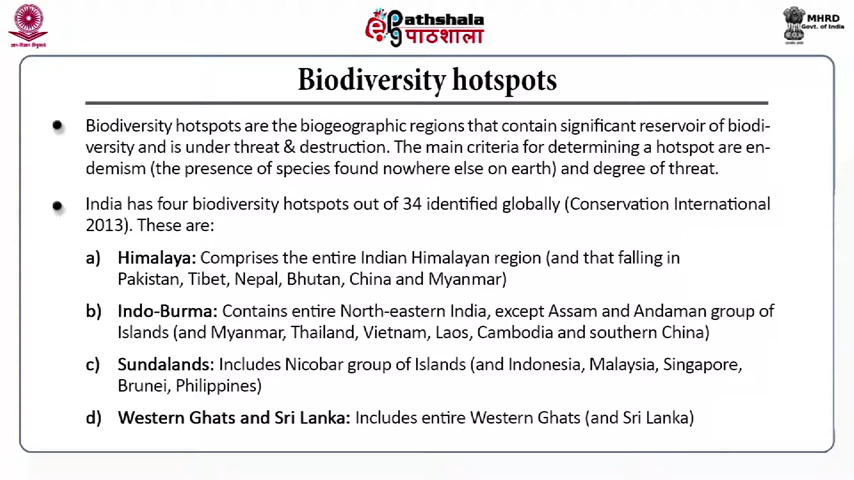 ePathshala
पाठशाला
MHRD
Govt. of India
Biodiversity hotspots
Biodiversity hotspots are the biogeographic regions that contain significant reservoir of biodi-
versity and is under threat & destruction. The main criteria for determining a hotspot are en-
demism (the presence of species found nowhere else on earth) and degree of threat.
India has four biodiversity hotspots out of 34 identified globally (Conservation International
2013). These are:
a) Himalaya: Comprises the entire Indian Himalayan region (and that falling in
Pakistan, Tibet, Nepal, Bhutan, China and Myanmar)
b) Indo-Burma: Contains entire North-eastern India, except Assam and Andaman group of
Islands (and Myanmar, Thailand, Vietnam, Laos, Cambodia and southern China)
c) Sundalands: Includes Nicobar group of Islands (and Indonesia, Malaysia, Singapore,
Brunei, Philippines)
d) Western Ghats and Sri Lanka: Includes entire Western Ghats (and Sri Lanka)